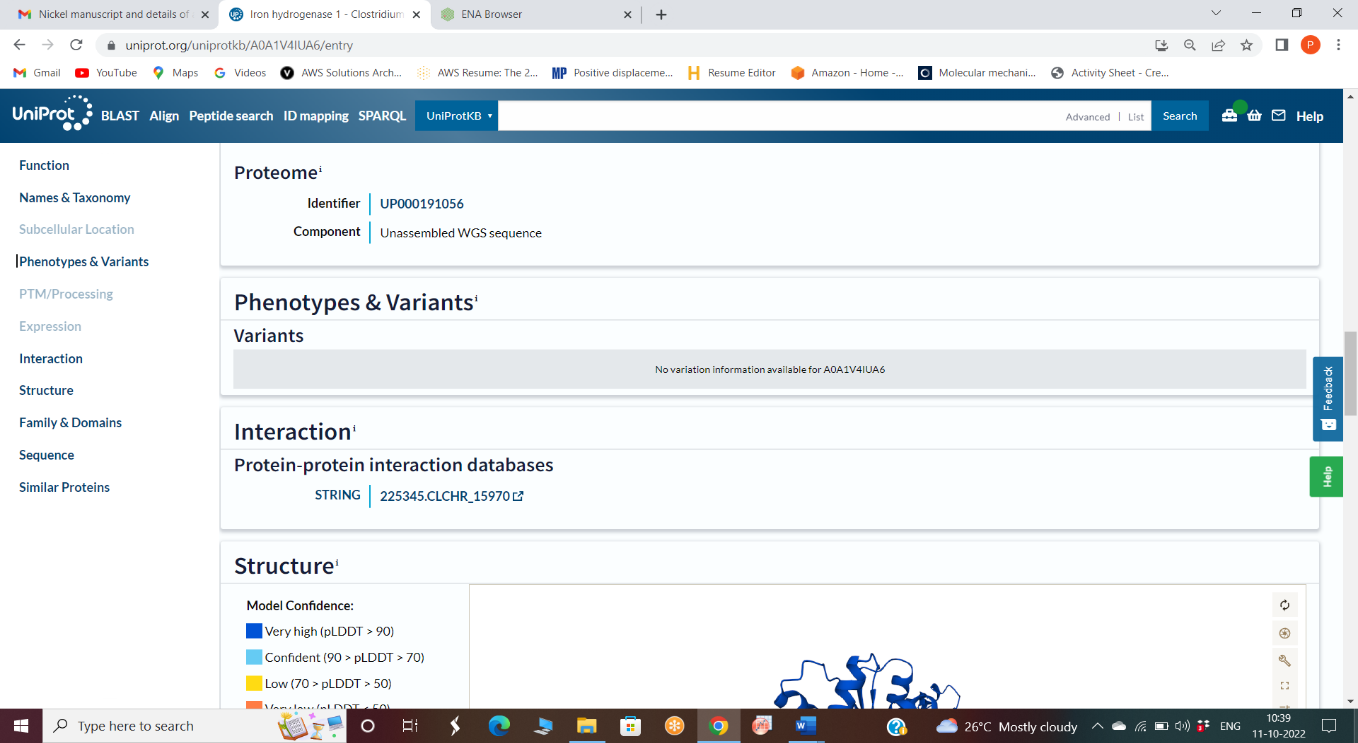 Nickel manuscript and details of
Iron hydrogenase 1 - Clostridium
ENA Browser
uniprot.org/uniprotkb/A0A1V4IUA6/entry
P
Gmail
YouTube
Maps
Videos
AWS Solutions Arch...
AWS Resume: The 2...
MP Positive displaceme...
Resume Editor
Amazon - Home -...
Molecular mechani...
Activity Sheet - Cre...
UniProt
BLAST Align Peptide search ID mapping SPARQL
UniProtKB
Advanced | List
Search
Help
Function
Names & Taxonomy
Subcellular Location
Phenotypes & Variants
PTM/Processing
Expression
Interaction
Structure
Family & Domains
Sequence
Similar Proteins
Proteome i
Identifier UP000191056
Component Unassembled WGS sequence
Phenotypes & Variants i
Variants
No variation information available for A0A1V4IUA6
Interaction i
Protein-protein interaction databases
STRING 225345.CLCHR_15970
Structure i
Model Confidence:
Very high (pLDDT > 90)
Confident (90 > pLDDT > 70)
Low (70 > pLDDT > 50)
Very low (pLDDT < 50)
Feedback
Help
Type here to search
26°C Mostly cloudy
ENG
10:39
11-10-2022